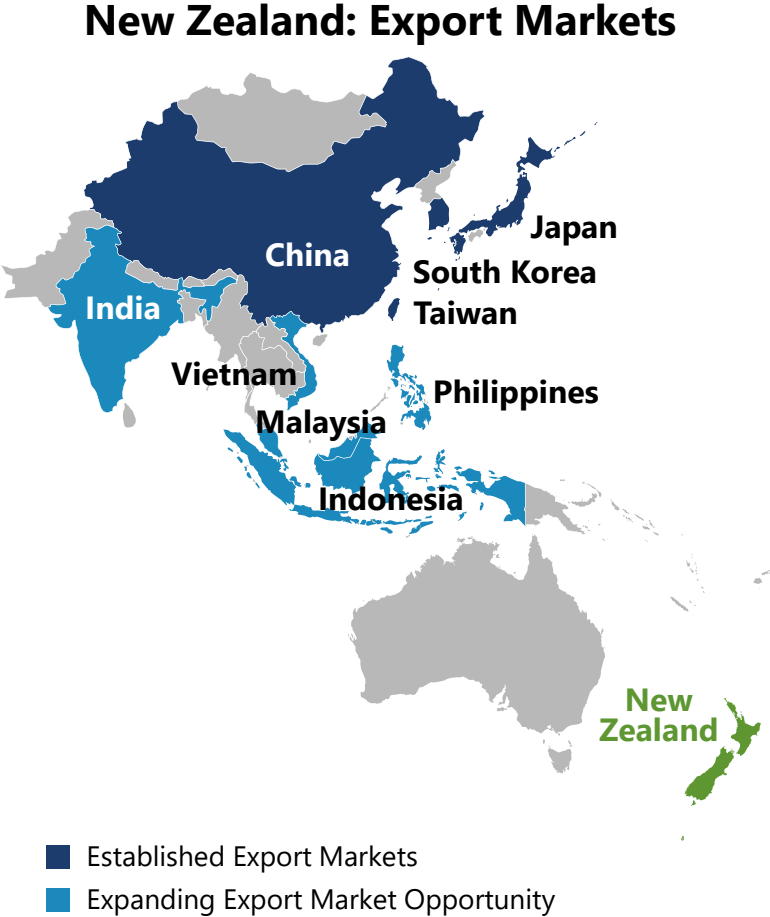 New Zealand: Export Markets
Japan
China
South Korea
India
Taiwan
Vietnam
Philippines
Malaysia
Indonesia
New
Zealand
Established Export Markets
Expanding Export Market Opportunity